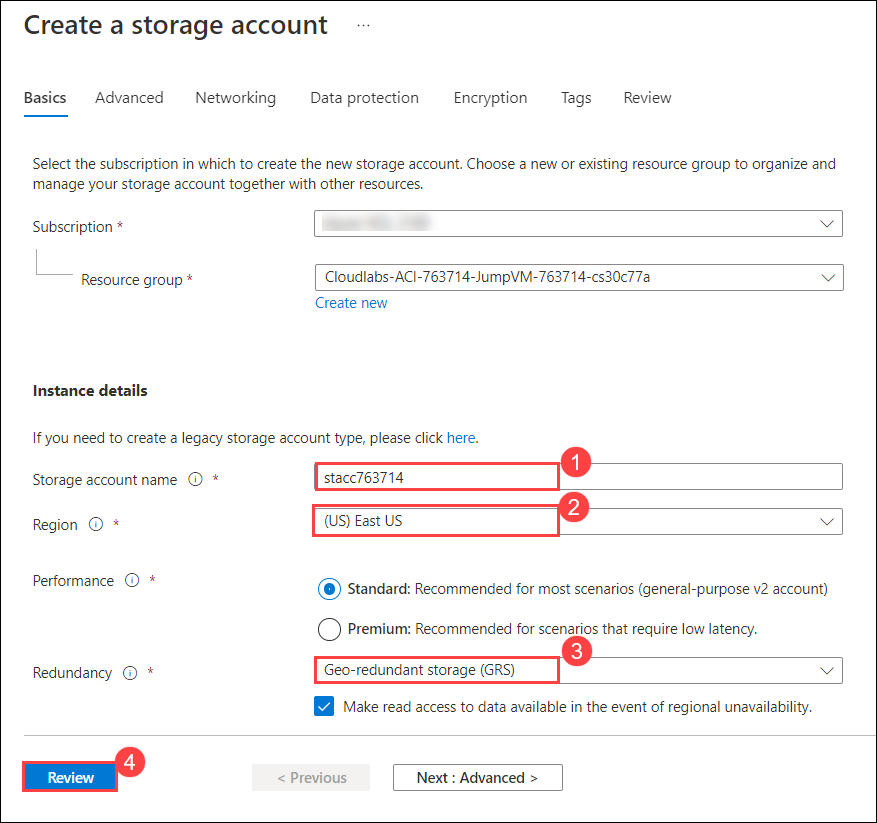 Create a storage account ...
Basics Advanced Networking Data protection Encryption Tags Review
Select the subscription in which to create the new storage account. Choose a new or existing resource group to organize and
manage your storage account together with other resources.
Subscription *
Resource group * Cloudlabs-ACI-763714-JumpVM-763714-cs30c77a
Create new
Instance details
If you need to create a legacy storage account type, please click here.
Storage account name i * stacc763714 1
Region i * (US) East US 2
Performance i * Standard: Recommended for most scenarios (general-purpose v2 account)
Premium: Recommended for scenarios that require low latency.
Redundancy i * Geo-redundant storage (GRS) 3
Make read access to data available in the event of regional unavailability.
Review 4 < Previous Next : Advanced >